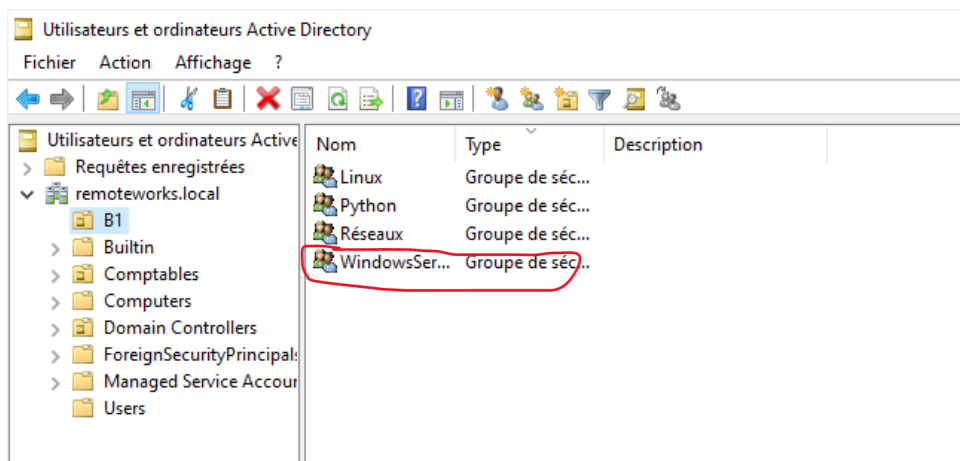 Utilisateurs et ordinateurs Active Directory
Fichier Action Affichage ?
Utilisateurs et ordinateurs Active
Requêtes enregistrées
remoteworks.local
B1
Builtin
Comptables
Computers
Domain Controllers
ForeignSecurityPrincipals
Managed Service Accour
Users
Nom Type Description
Linux Groupe de séc...
Python Groupe de séc...
Réseaux Groupe de séc...
WindowsSer... Groupe de séc...